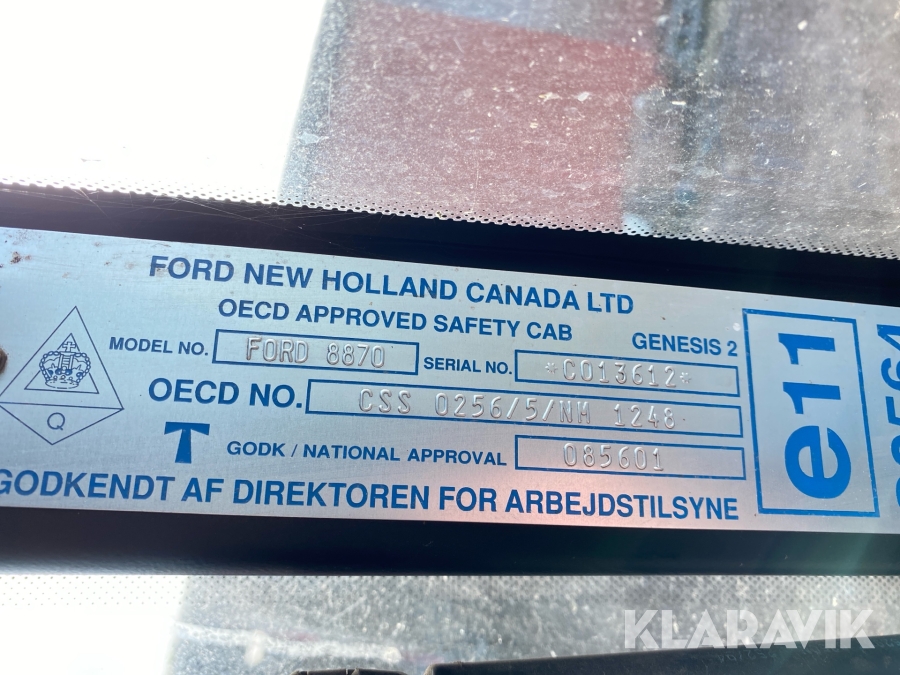 FORD NEW HOLLAND CANADA LTD
OECD APPROVED SAFETY CAB GENESIS 2
MODEL NO. FORD 8870 SERIAL NO. *C013612*
OECD NO. CSS 0256/5/NM 1248
GODK / NATIONAL APPROVAL 085601
GODKENDT AF DIREKTOREN FOR ARBEJDSTILSYNE
Q
T
e11
KLARAVIK